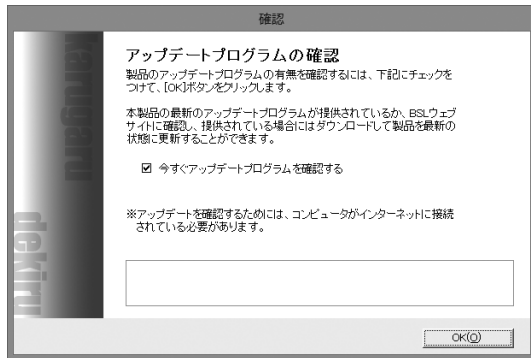 確認
アップデートプログラムの確認
製品のアップデートプログラムの有無を確認するには、下記にチェックを
つけて、[OK]ボタンをクリックします。
本製品の最新のアップデートプログラムが提供されているか、BSLウェブ
サイトに確認し、提供されている場合にはダウンロードして製品を最新の
状態に更新することができます。
今すぐアップデートプログラムを確認する
※アップデートを確認するためには、コンピュータがインターネットに接続
されている必要があります。
Karugaru
dekiru
OK(O)